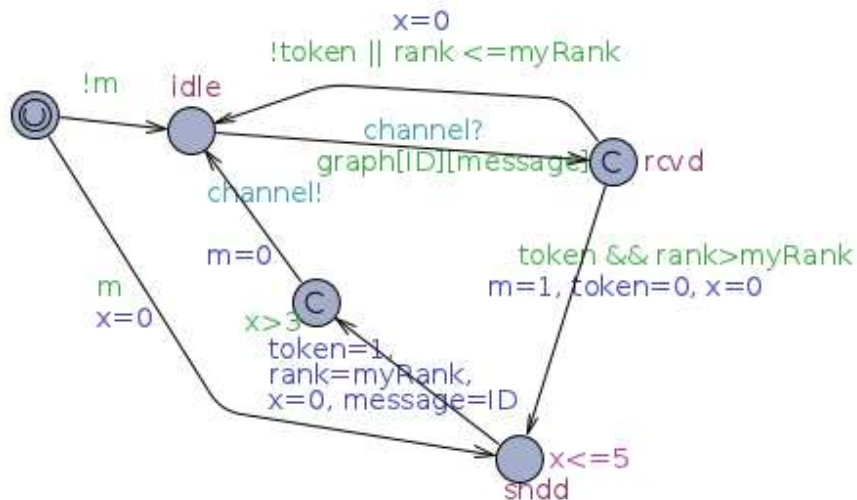 x=0
!token || rank <=myRank
!m
idle
channel?
graph[ID][message]
C
rcvd
channel!
token && rank>myRank
m=0
m=1, token=0, x=0
m
x=0
C
x>3
token=1,
rank=myRank,
x=0, message=ID
x<=5
sndd